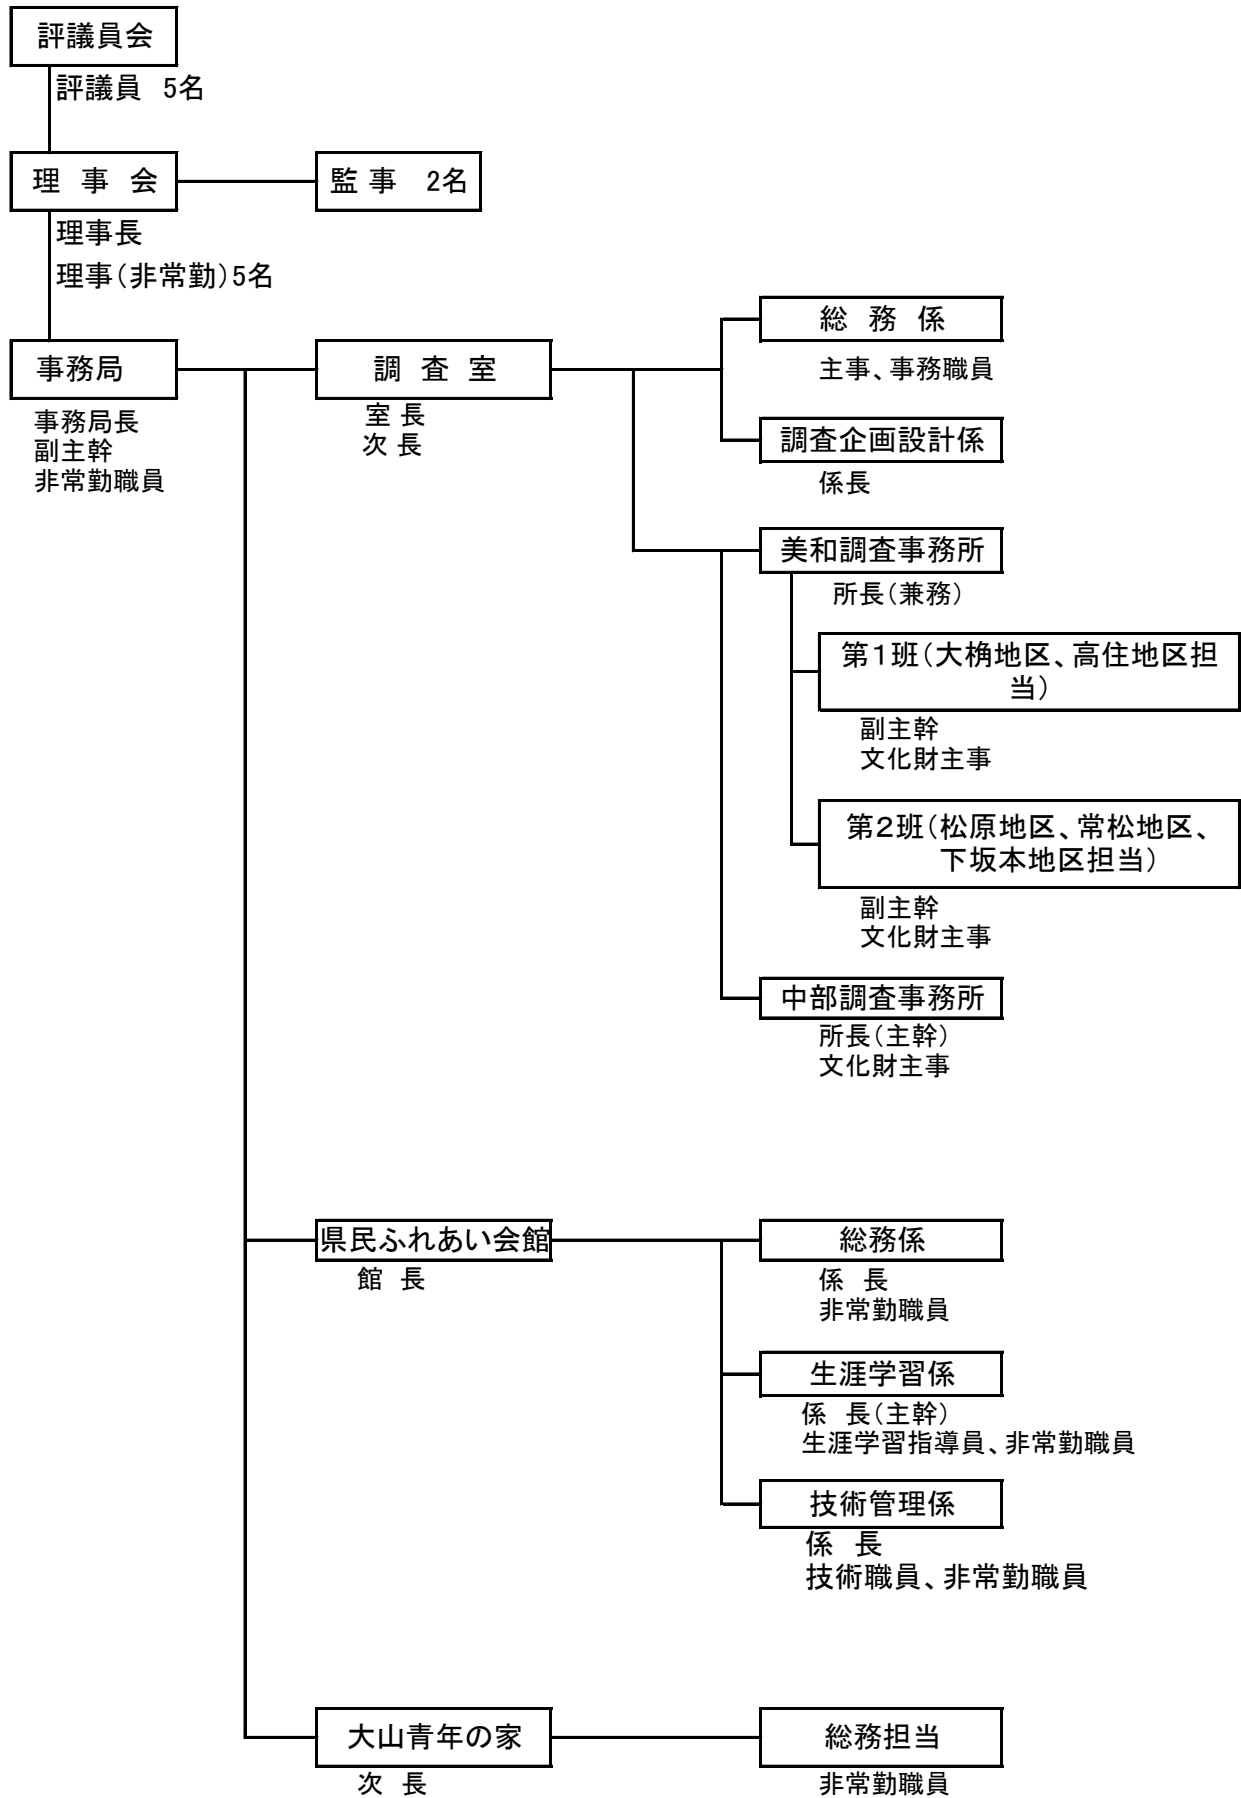 評議員会
評議員 5名
理 事 会
監 事 2名
理事長
理事(非常勤)5名
事務局
事務局長
副主幹
非常勤職員
調 査 室
室 長
次 長
総 務 係
主事、事務職員
調査企画設計係
係長
美和調査事務所
所長(兼務)
第1班(大桷地区、高住地区担
当)
副主幹
文化財主事
第2班(松原地区、常松地区、
下坂本地区担当)
副主幹
文化財主事
中部調査事務所
所長(主幹)
文化財主事
県民ふれあい会館
館 長
総務係
係 長
非常勤職員
生涯学習係
係 長(主幹)
生涯学習指導員、非常勤職員
技術管理係
係 長
技術職員、非常勤職員
大山青年の家
次 長
総務担当
非常勤職員